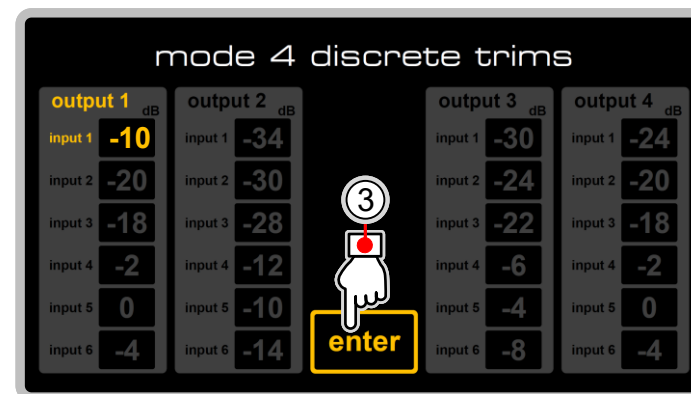 mode 4 discrete trims
output 1 dB
input 1 -10
input 2 -20
input 3 -18
input 4 -2
input 5 0
input 6 -4
output 2 dB
input 1 -34
input 2 -30
input 3 -28
input 4 -12
input 5 -10
input 6 -14
3
enter
output 3 dB
input 1 -30
input 2 -24
input 3 -22
input 4 -6
input 5 -4
input 6 -8
output 4 dB
input 1 -24
input 2 -20
input 3 -18
input 4 -2
input 5 0
input 6 -4